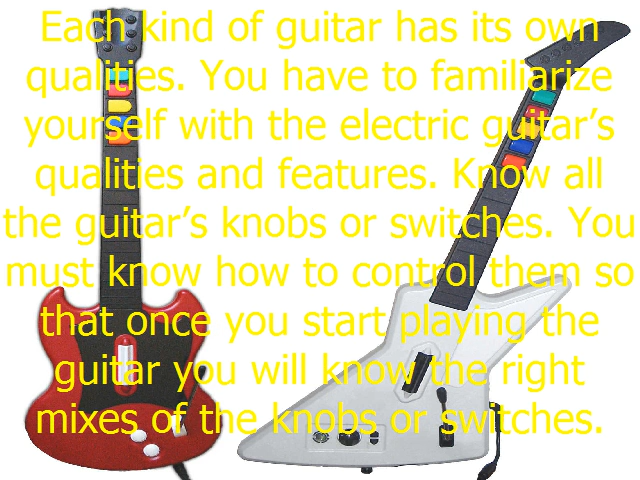 Each kind of guitar has its own
qualities. You have to familiarize
yourself with the electric guitar's
qualities and features. Know all
the guitar's knobs or switches. You
must know how to control them so
that once you start playing the
guitar you will know the right
mixes of the knobs or switches.